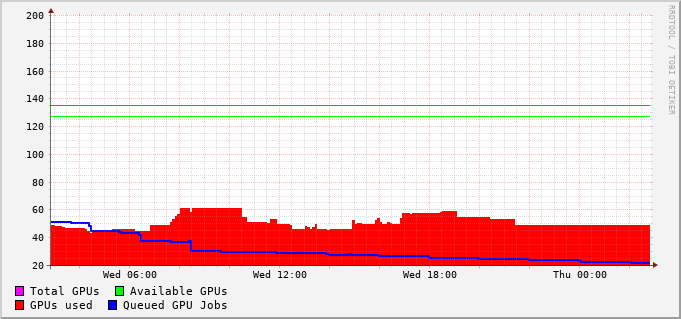 200
180
160
140
120
100
80
60
40
20
Wed 06:00 Wed 12:00 Wed 18:00 Thu 00:00
Total GPUs Available GPUs
GPUs used Queued GPU Jobs
RRDTOOL / TOBI OETIKER